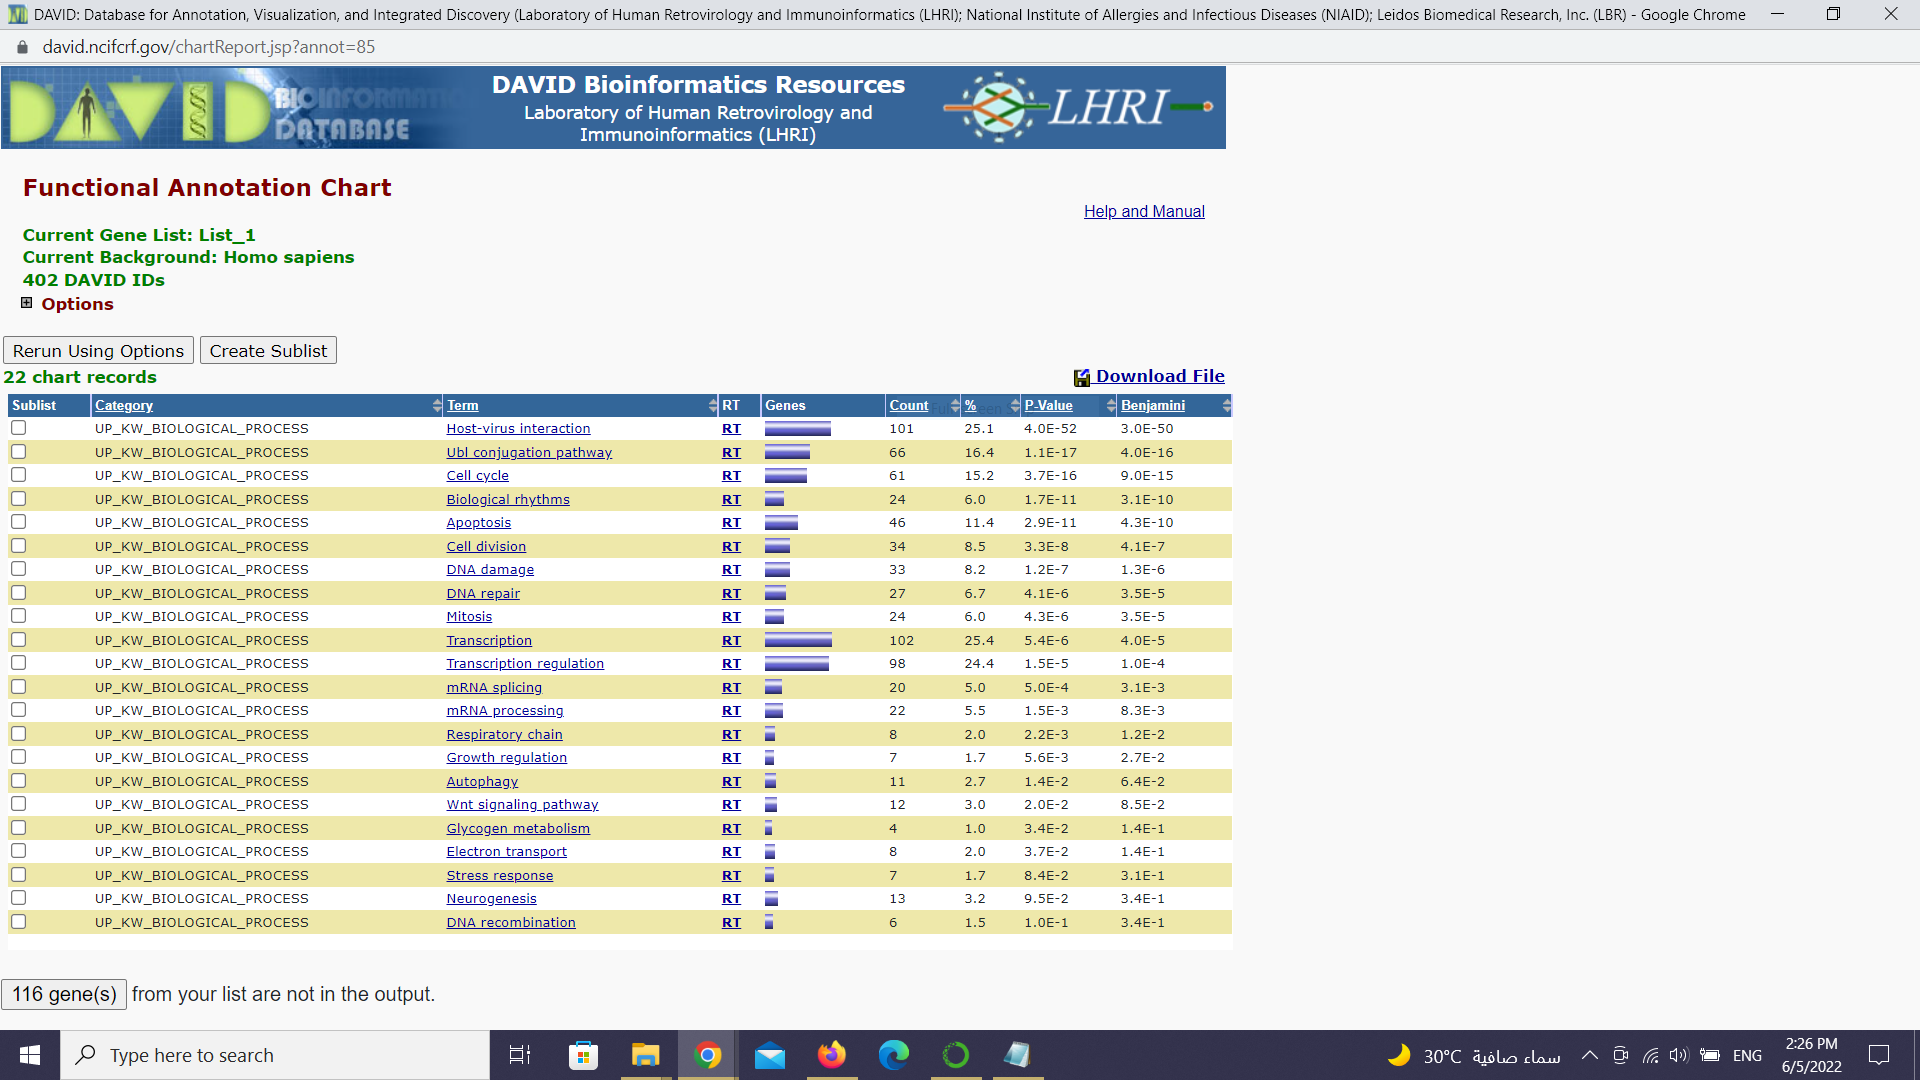 DAVID: Database for Annotation, Visualization, and Integrated Discovery (Laboratory of Human Retrovirology and Immunoinformatics (LHRI); National Institute of Allergies and Infectious Diseases (NIAID); Leidos Biomedical Research, Inc. (LBR) - Google Chrome
david.ncifcrf.gov/chartReport.jsp?annot=85
DAVID BIOINFORMATICS DATABASE
DAVID Bioinformatics Resources
Laboratory of Human Retrovirology and
Immunoinformatics (LHRI)
LHRI
Functional Annotation Chart
Help and Manual
Current Gene List: List_1
Current Background: Homo sapiens
402 DAVID IDs
Options
Rerun Using Options Create Sublist
22 chart records
Download File
Sublist Category Term RT Genes Count % P-Value Benjamini
UP_KW_BIOLOGICAL_PROCESS Host-virus interaction RT 101 25.1 4.0E-52 3.0E-50
UP_KW_BIOLOGICAL_PROCESS Ubl conjugation pathway RT 66 16.4 1.1E-17 4.0E-16
UP_KW_BIOLOGICAL_PROCESS Cell cycle RT 61 15.2 3.7E-16 9.0E-15
UP_KW_BIOLOGICAL_PROCESS Biological rhythms RT 24 6.0 1.7E-11 3.1E-10
UP_KW_BIOLOGICAL_PROCESS Apoptosis RT 46 11.4 2.9E-11 4.3E-10
UP_KW_BIOLOGICAL_PROCESS Cell division RT 34 8.5 3.3E-8 4.1E-7
UP_KW_BIOLOGICAL_PROCESS DNA damage RT 33 8.2 1.2E-7 1.3E-6
UP_KW_BIOLOGICAL_PROCESS DNA repair RT 27 6.7 4.1E-6 3.5E-5
UP_KW_BIOLOGICAL_PROCESS Mitosis RT 24 6.0 4.3E-6 3.5E-5
UP_KW_BIOLOGICAL_PROCESS Transcription RT 102 25.4 5.4E-6 4.0E-5
UP_KW_BIOLOGICAL_PROCESS Transcription regulation RT 98 24.4 1.5E-5 1.0E-4
UP_KW_BIOLOGICAL_PROCESS mRNA splicing RT 20 5.0 5.0E-4 3.1E-3
UP_KW_BIOLOGICAL_PROCESS mRNA processing RT 22 5.5 1.5E-3 8.3E-3
UP_KW_BIOLOGICAL_PROCESS Respiratory chain RT 8 2.0 2.2E-3 1.2E-2
UP_KW_BIOLOGICAL_PROCESS Growth regulation RT 7 1.7 5.6E-3 2.7E-2
UP_KW_BIOLOGICAL_PROCESS Autophagy RT 11 2.7 1.4E-2 6.4E-2
UP_KW_BIOLOGICAL_PROCESS Wnt signaling pathway RT 12 3.0 2.0E-2 8.5E-2
UP_KW_BIOLOGICAL_PROCESS Glycogen metabolism RT 4 1.0 3.4E-2 1.4E-1
UP_KW_BIOLOGICAL_PROCESS Electron transport RT 8 2.0 3.7E-2 1.4E-1
UP_KW_BIOLOGICAL_PROCESS Stress response RT 7 1.7 8.4E-2 3.1E-1
UP_KW_BIOLOGICAL_PROCESS Neurogenesis RT 13 3.2 9.5E-2 3.4E-1
UP_KW_BIOLOGICAL_PROCESS DNA recombination RT 6 1.5 1.0E-1 3.4E-1
116 gene(s) from your list are not in the output.
Type here to search
30°C سماء صافية
ENG
2:26 PM
6/5/2022